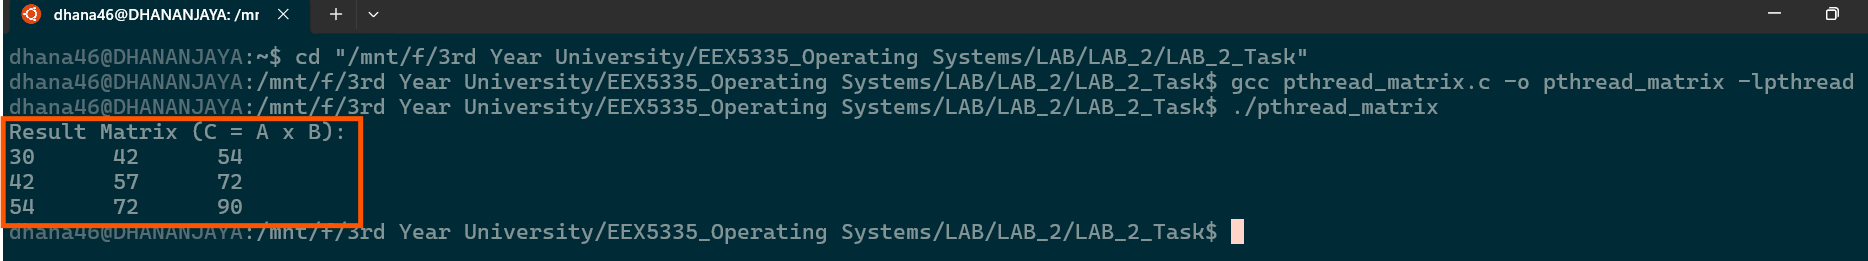 dhana46@DHANANJAYA: /mr
dhana46@DHANANJAYA:~$ cd "/mnt/f/3rd Year University/EEX5335_Operating Systems/LAB/LAB_2/LAB_2_Task"
dhana46@DHANANJAYA:/mnt/f/3rd Year University/EEX5335_Operating Systems/LAB/LAB_2/LAB_2_Task$ gcc pthread_matrix.c -o pthread_matrix -lpthread
dhana46@DHANANJAYA:/mnt/f/3rd Year University/EEX5335_Operating Systems/LAB/LAB_2/LAB_2_Task$ ./pthread_matrix
Result Matrix (C = A x B):
30 42 54
42 57 72
54 72 90
dhana46@DHANANJAYA:/mnt/f/3rd Year University/EEX5335_Operating Systems/LAB/LAB_2/LAB_2_Task$